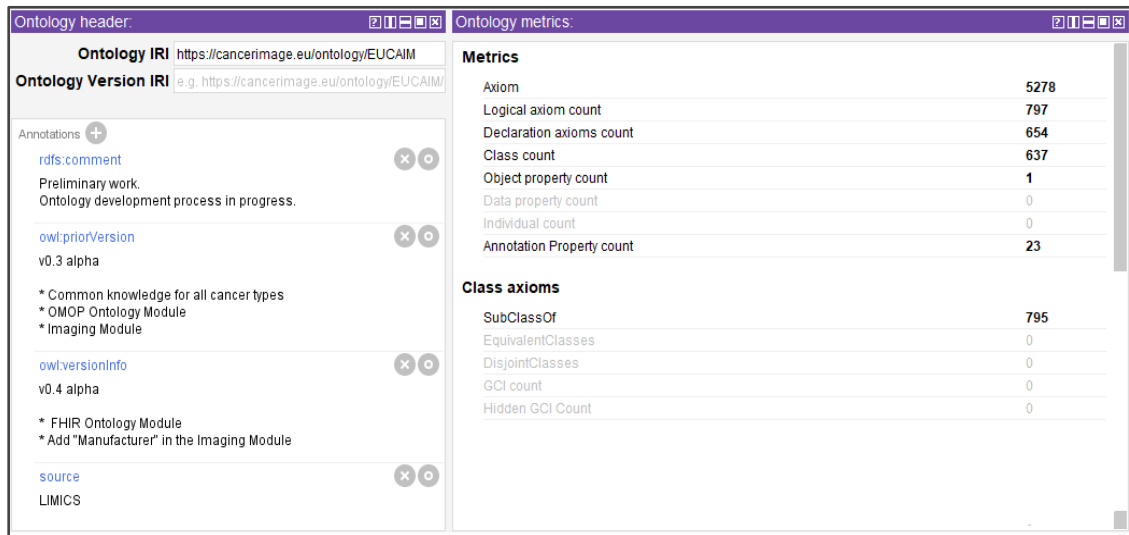 Ontology header:
Ontology IRI https://cancerimage.eu/ontology/EUCAIM
Ontology Version IRI e.g. https://cancerimage.eu/ontology/EUCAIM/
Annotations
rdfs:comment
Preliminary work.
Ontology development process in progress.
owl:priorVersion
v0.3 alpha
* Common knowledge for all cancer types
* OMOP Ontology Module
* Imaging Module
owl:versionInfo
v0.4 alpha
* FHIR Ontology Module
* Add "Manufacturer" in the Imaging Module
source
LIMICS
Ontology metrics:
Metrics
Axiom 5278
Logical axiom count 797
Declaration axioms count 654
Class count 637
Object property count 1
Data property count 0
Individual count 0
Annotation Property count 23
Class axioms
SubClassOf 795
EquivalentClasses 0
DisjointClasses 0
GCI count 0
Hidden GCI Count 0